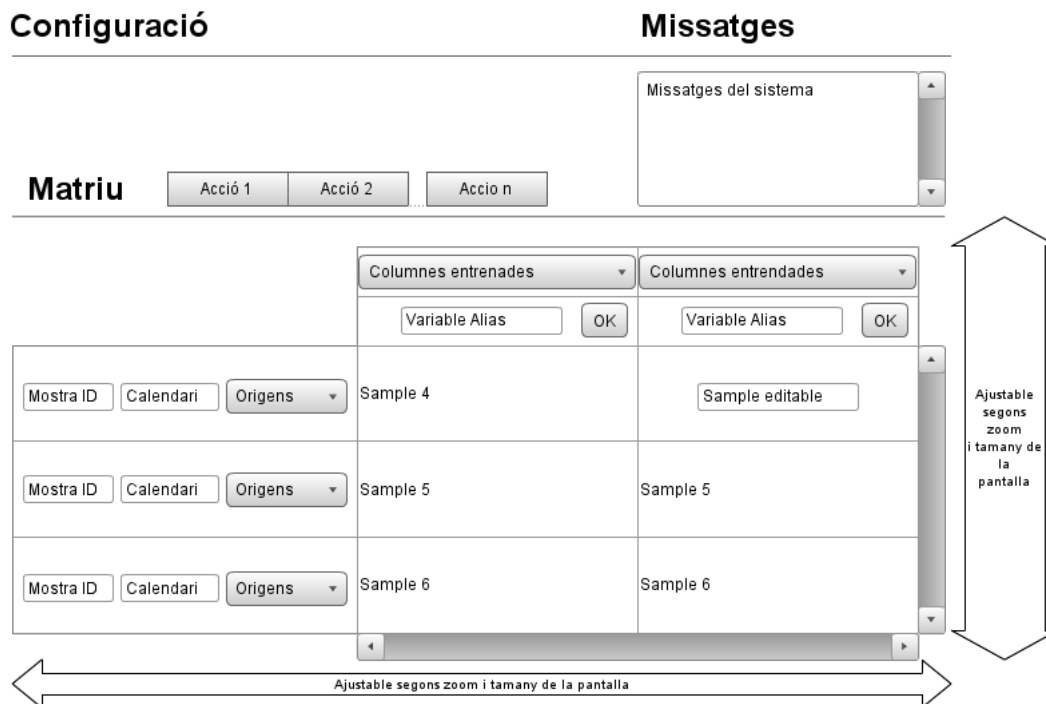 Configuració
Missatges
Missatges del sistema
Matriu
Acció 1
Acció 2
....
Accio n
Columnes entrenades
Columnes entrendades
Variable Alias
OK
Variable Alias
OK
Mostra ID
Calendari
Origens
Sample 4
Sample editable
Mostra ID
Calendari
Origens
Sample 5
Sample 5
Mostra ID
Calendari
Origens
Sample 6
Sample 6
Ajustable
segons
zoom
i tamany de
la
pantalla
Ajustable segons zoom i tamany de la pantalla